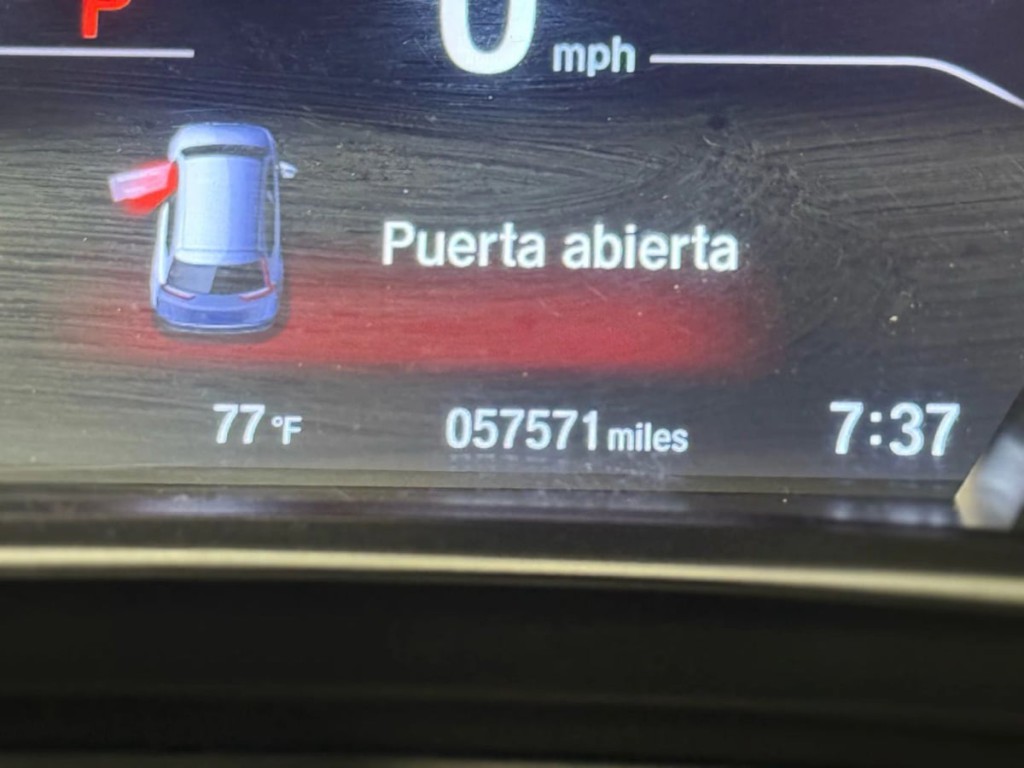 P
0 mph
Puerta abierta
77 °F 057571 miles 7:37